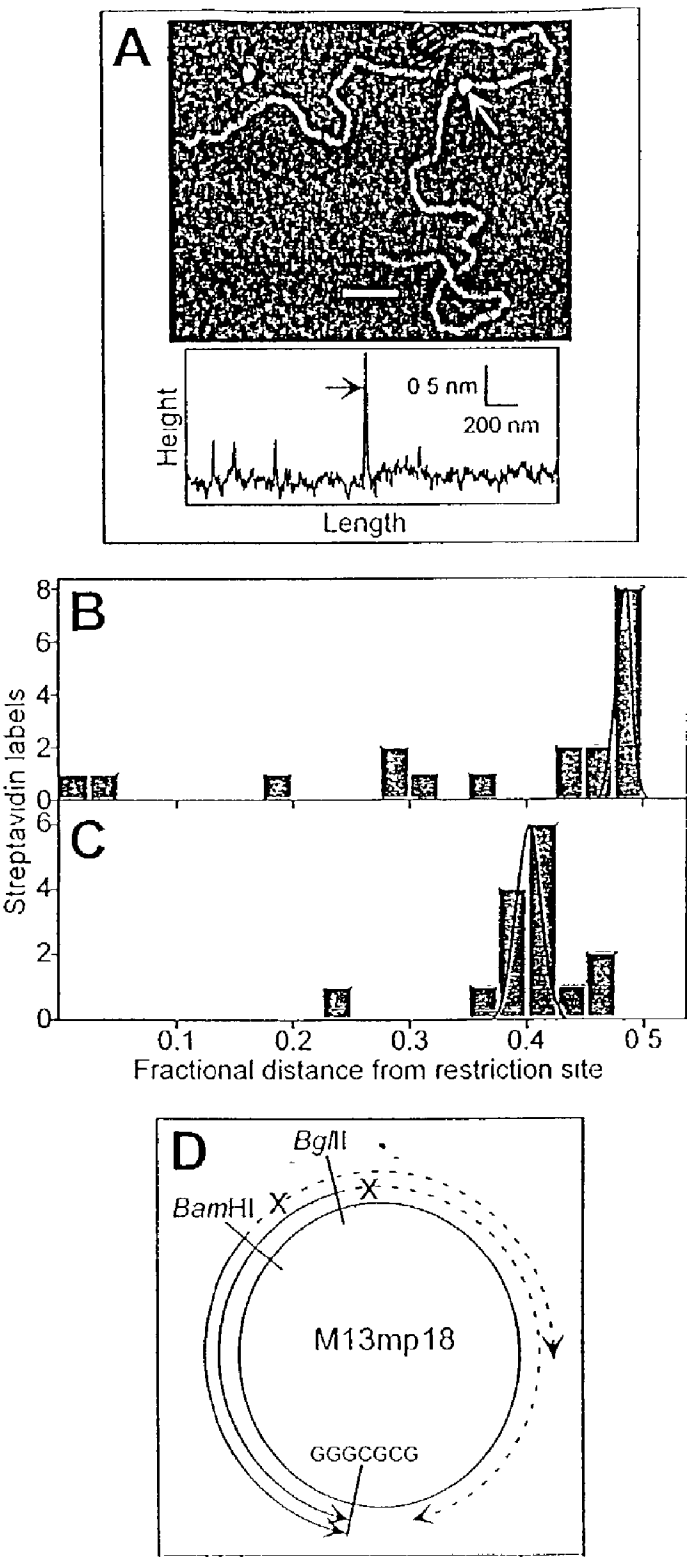 A
Height
0 5 nm
200 nm
Length
B
8
6
4
2
0
C
6
4
2
0
Streptavidin labels
0.1
0.2
0.3
0.4
0 5
Fractional distance from restriction site
D
BglII
BamHI
X
X
M13mp18
GGGCGCG